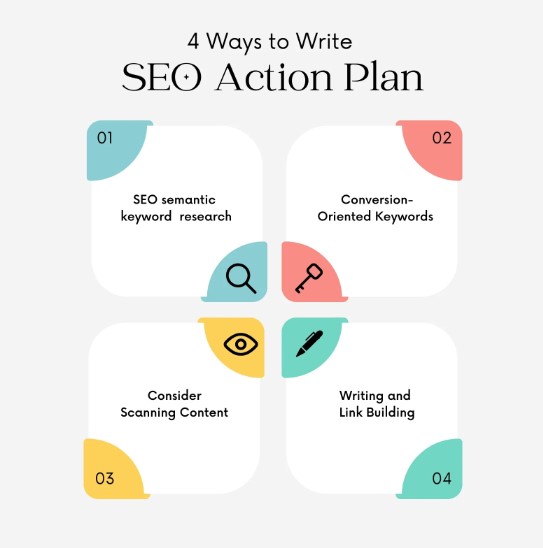 4 Ways to Write
SEO Action Plan
01
SEO semantic
keyword research
02
Conversion-
Oriented Keywords
03
Consider
Scanning Content
04
Writing and
Link Building